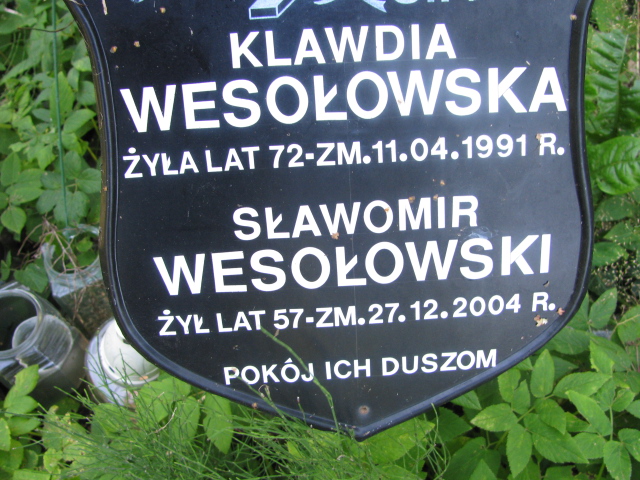 KLAWDIA
WESOŁOWSKA
ŻYŁA LAT 72-ZM.11.04.1991 R.
SŁAWOMIR
WESOŁOWSKI
ŻYŁ LAT 57-ZM.27.12.2004 R.
POKÓJ ICH DUSZOM